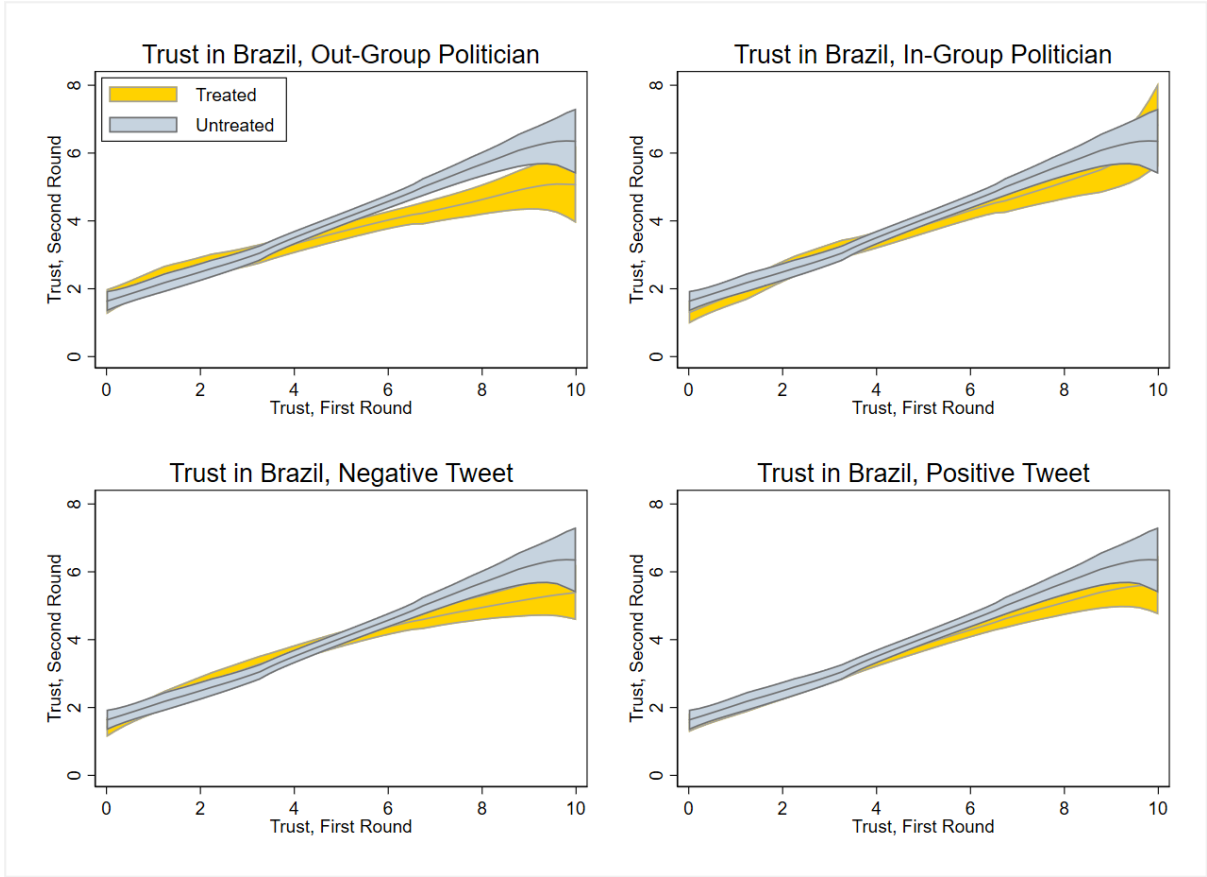 Trust in Brazil, Out-Group Politician
Treated
Untreated
Trust, Second Round
8
6
4
2
0
0 2 4 6 8 10
Trust, First Round
Trust in Brazil, In-Group Politician
Trust, Second Round
8
6
4
2
0
0 2 4 6 8 10
Trust, First Round
Trust in Brazil, Negative Tweet
Trust, Second Round
8
6
4
2
0
0 2 4 6 8 10
Trust, First Round
Trust in Brazil, Positive Tweet
Trust, Second Round
8
6
4
2
0
0 2 4 6 8 10
Trust, First Round